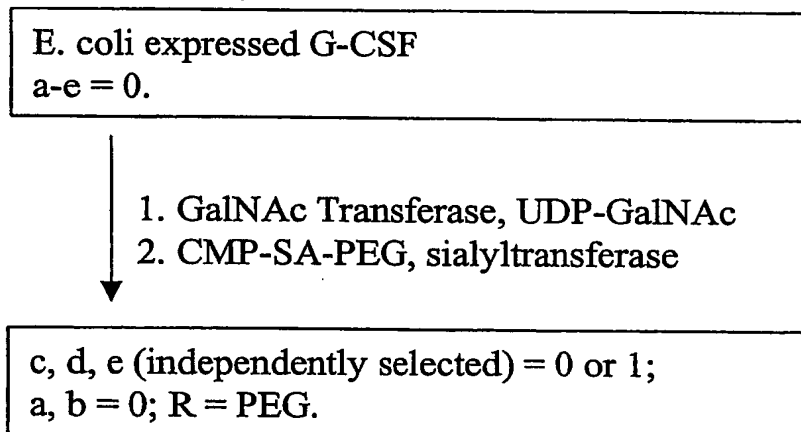 E. coli expressed G-CSF
a-e = 0.
1. GalNAc Transferase, UDP-GalNAc
2. CMP-SA-PEG, sialyltransferase
c, d, e (independently selected) = 0 or 1;
a, b = 0; R = PEG.